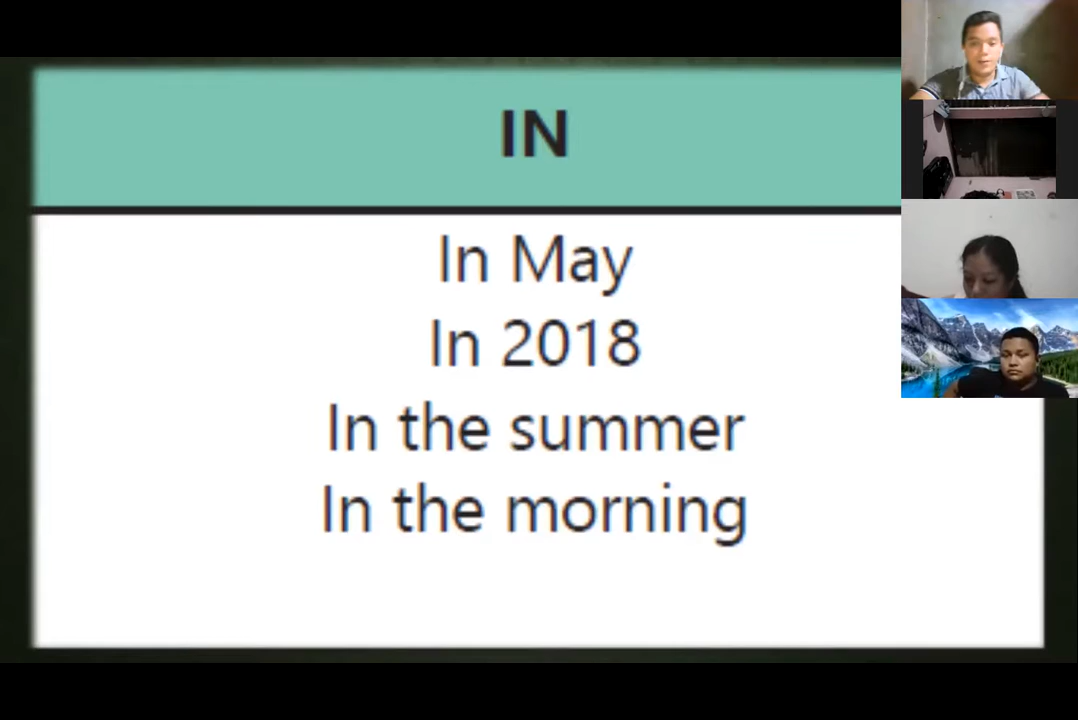 IN
In May
In 2018
In the summer
In the morning